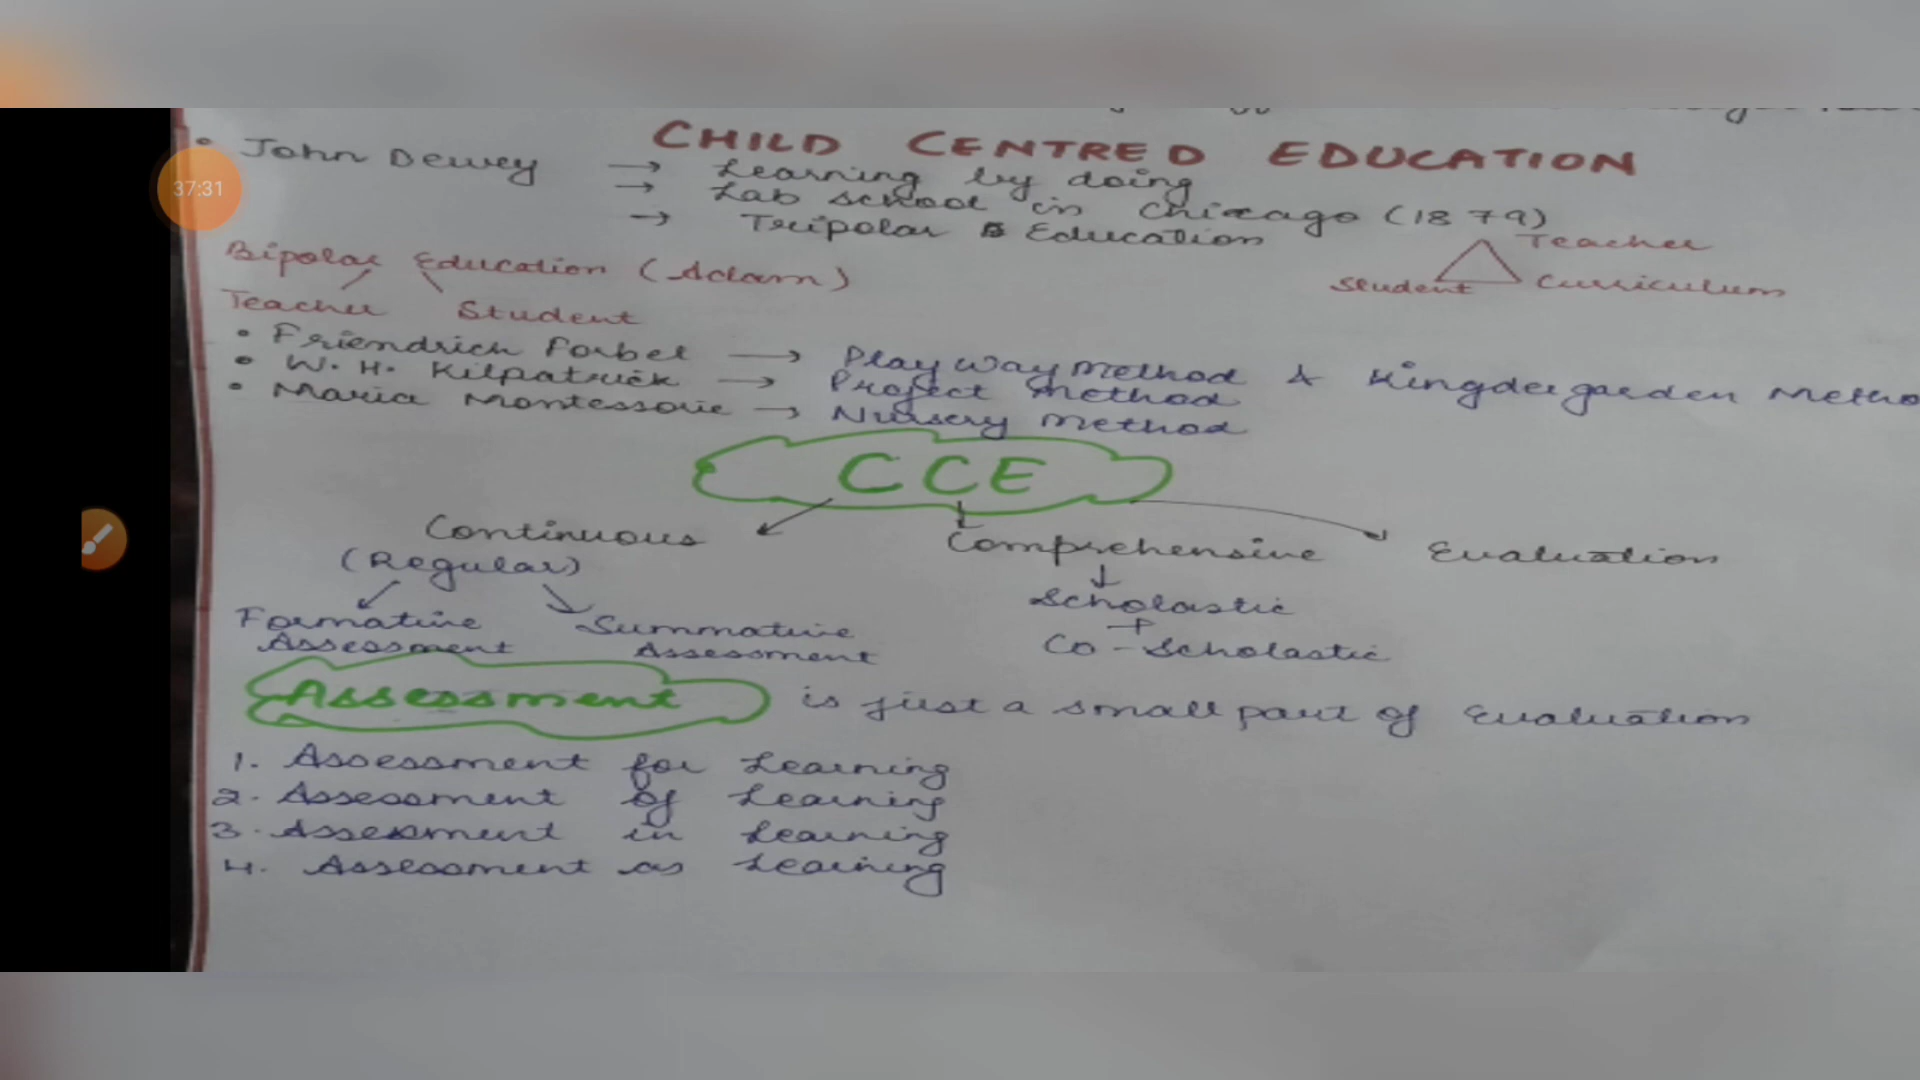 CHILD CENTRED EDUCATION
• John Dewey → Learning by doing
→ Lab school in Chicago (1879)
→ Tripolar Education
Teacher
Student Curriculum
Bipolar Education (Adam)
Teacher Student
• Friendrich Forbel → Play way method & Kingdergarden Metho
• W. H. Kilpatrick → Project Method
• Maria Montessorie → Nursery Method
CCE
Continuous Comprehensive Evaluation
(Regular)
Scholastic
+
Co-Scholastic
Formative Assessment
Summative Assessment
Assessment is just a small part of Evaluation
1. Assessment for Learning
2. Assessment of Learning
3. Assessment in Learning
4. Assessment as Learning
37:31